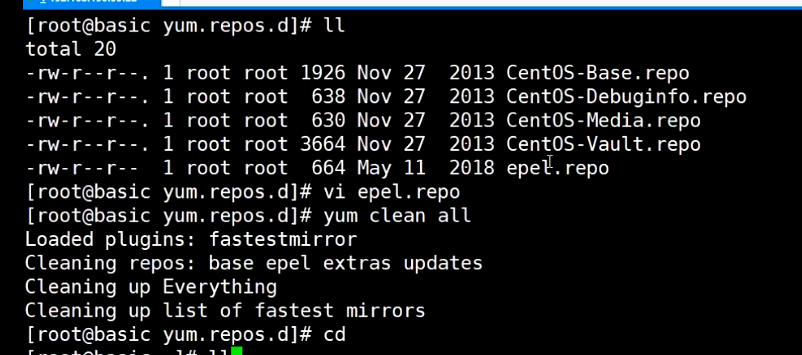 [root@basic yum.repos.d]# ll
total 20
-rw-r--r--. 1 root root 1926 Nov 27  2013 CentOS-Base.repo
-rw-r--r--. 1 root root  638 Nov 27  2013 CentOS-Debuginfo.repo
-rw-r--r--. 1 root root  630 Nov 27  2013 CentOS-Media.repo
-rw-r--r--. 1 root root 3664 Nov 27  2013 CentOS-Vault.repo
-rw-r--r--  1 root root  664 May 11  2018 epel.repo
[root@basic yum.repos.d]# vi epel.repo
[root@basic yum.repos.d]# yum clean all
Loaded plugins: fastestmirror
Cleaning repos: base epel extras updates
Cleaning up Everything
Cleaning up list of fastest mirrors
[root@basic yum.repos.d]# cd
[root@basic ~]# ll